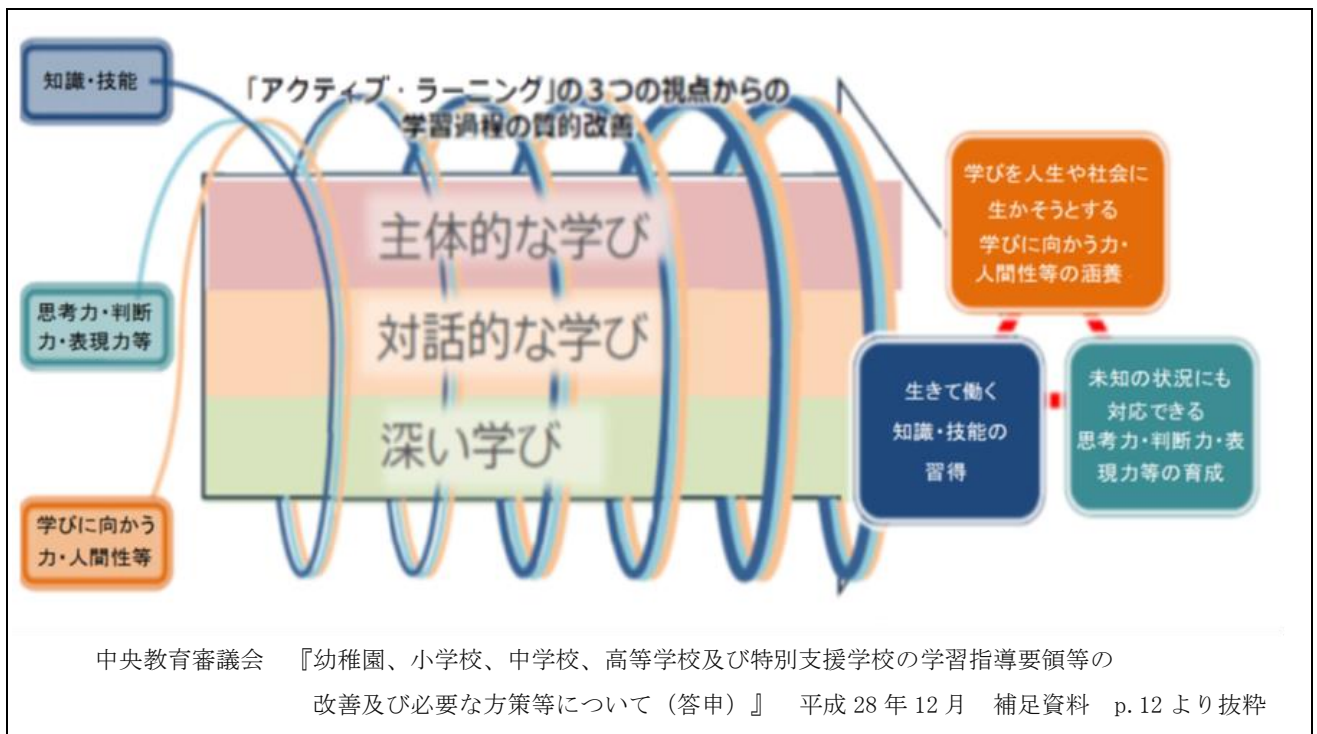 知識・技能
「アクティブ・ラーニング」の３つの視点からの
学習過程の質的改善
主体的な学び
対話的な学び
深い学び
思考力・判断
力・表現力等
学びに向かう
力・人間性等
学びを人生や社会に
生かそうとする
学びに向かう力・
人間性等の涵養
生きて働く
知識・技能の
習得
未知の状況にも
対応できる
思考力・判断力・表
現力等の育成
中央教育審議会　『幼稚園、小学校、中学校、高等学校及び特別支援学校の学習指導要領等の
改善及び必要な方策等について（答申）』　平成 28 年 12 月　補足資料　p.12 より抜粋